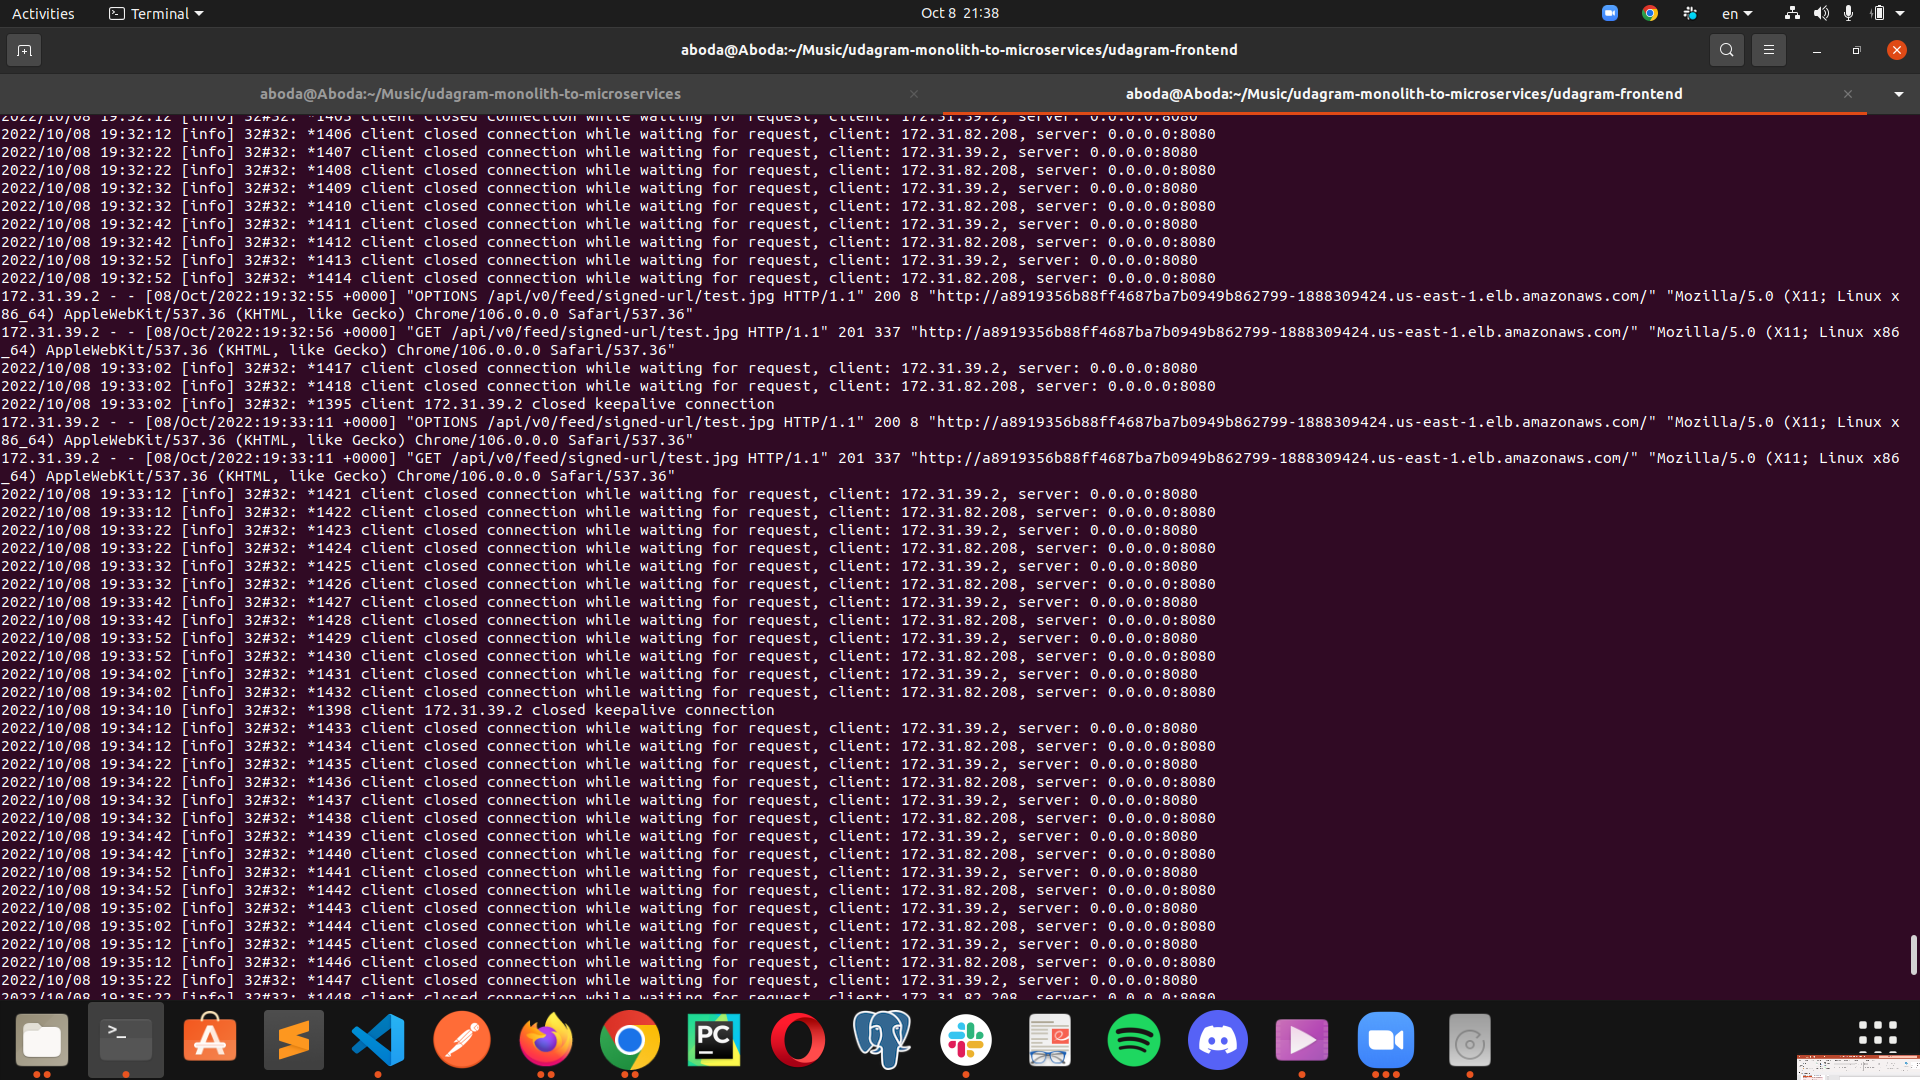 Activities
Terminal
Oct 8 21:38
en
aboda@Aboda:~/Music/udagram-monolith-to-microservices/udagram-frontend
aboda@Aboda:~/Music/udagram-monolith-to-microservices
aboda@Aboda:~/Music/udagram-monolith-to-microservices/udagram-frontend
2022/10/08 19:32:12 [info] 32#32: *1405 client closed connection while waiting for request, client: 172.31.39.2, server: 0.0.0.0:8080
2022/10/08 19:32:12 [info] 32#32: *1406 client closed connection while waiting for request, client: 172.31.82.208, server: 0.0.0.0:8080
2022/10/08 19:32:22 [info] 32#32: *1407 client closed connection while waiting for request, client: 172.31.39.2, server: 0.0.0.0:8080
2022/10/08 19:32:22 [info] 32#32: *1408 client closed connection while waiting for request, client: 172.31.82.208, server: 0.0.0.0:8080
2022/10/08 19:32:32 [info] 32#32: *1409 client closed connection while waiting for request, client: 172.31.39.2, server: 0.0.0.0:8080
2022/10/08 19:32:32 [info] 32#32: *1410 client closed connection while waiting for request, client: 172.31.82.208, server: 0.0.0.0:8080
2022/10/08 19:32:42 [info] 32#32: *1411 client closed connection while waiting for request, client: 172.31.39.2, server: 0.0.0.0:8080
2022/10/08 19:32:42 [info] 32#32: *1412 client closed connection while waiting for request, client: 172.31.82.208, server: 0.0.0.0:8080
2022/10/08 19:32:52 [info] 32#32: *1413 client closed connection while waiting for request, client: 172.31.39.2, server: 0.0.0.0:8080
2022/10/08 19:32:52 [info] 32#32: *1414 client closed connection while waiting for request, client: 172.31.82.208, server: 0.0.0.0:8080
172.31.39.2 - - [08/Oct/2022:19:32:55 +0000] "OPTIONS /api/v0/feed/signed-url/test.jpg HTTP/1.1" 200 8 "http://a8919356b88ff4687ba7b0949b862799-1888309424.us-east-1.elb.amazonaws.com/" "Mozilla/5.0 (X11; Linux x
86_64) AppleWebKit/537.36 (KHTML, like Gecko) Chrome/106.0.0.0 Safari/537.36"
172.31.39.2 - - [08/Oct/2022:19:32:56 +0000] "GET /api/v0/feed/signed-url/test.jpg HTTP/1.1" 201 337 "http://a8919356b88ff4687ba7b0949b862799-1888309424.us-east-1.elb.amazonaws.com/" "Mozilla/5.0 (X11; Linux x86
_64) AppleWebKit/537.36 (KHTML, like Gecko) Chrome/106.0.0.0 Safari/537.36"
2022/10/08 19:33:02 [info] 32#32: *1417 client closed connection while waiting for request, client: 172.31.39.2, server: 0.0.0.0:8080
2022/10/08 19:33:02 [info] 32#32: *1418 client closed connection while waiting for request, client: 172.31.82.208, server: 0.0.0.0:8080
2022/10/08 19:33:02 [info] 32#32: *1395 client 172.31.39.2 closed keepalive connection
172.31.39.2 - - [08/Oct/2022:19:33:11 +0000] "OPTIONS /api/v0/feed/signed-url/test.jpg HTTP/1.1" 200 8 "http://a8919356b88ff4687ba7b0949b862799-1888309424.us-east-1.elb.amazonaws.com/" "Mozilla/5.0 (X11; Linux x
86_64) AppleWebKit/537.36 (KHTML, like Gecko) Chrome/106.0.0.0 Safari/537.36"
172.31.39.2 - - [08/Oct/2022:19:33:11 +0000] "GET /api/v0/feed/signed-url/test.jpg HTTP/1.1" 201 337 "http://a8919356b88ff4687ba7b0949b862799-1888309424.us-east-1.elb.amazonaws.com/" "Mozilla/5.0 (X11; Linux x86
_64) AppleWebKit/537.36 (KHTML, like Gecko) Chrome/106.0.0.0 Safari/537.36"
2022/10/08 19:33:12 [info] 32#32: *1421 client closed connection while waiting for request, client: 172.31.39.2, server: 0.0.0.0:8080
2022/10/08 19:33:12 [info] 32#32: *1422 client closed connection while waiting for request, client: 172.31.82.208, server: 0.0.0.0:8080
2022/10/08 19:33:22 [info] 32#32: *1423 client closed connection while waiting for request, client: 172.31.39.2, server: 0.0.0.0:8080
2022/10/08 19:33:22 [info] 32#32: *1424 client closed connection while waiting for request, client: 172.31.82.208, server: 0.0.0.0:8080
2022/10/08 19:33:32 [info] 32#32: *1425 client closed connection while waiting for request, client: 172.31.39.2, server: 0.0.0.0:8080
2022/10/08 19:33:32 [info] 32#32: *1426 client closed connection while waiting for request, client: 172.31.82.208, server: 0.0.0.0:8080
2022/10/08 19:33:42 [info] 32#32: *1427 client closed connection while waiting for request, client: 172.31.39.2, server: 0.0.0.0:8080
2022/10/08 19:33:42 [info] 32#32: *1428 client closed connection while waiting for request, client: 172.31.82.208, server: 0.0.0.0:8080
2022/10/08 19:33:52 [info] 32#32: *1429 client closed connection while waiting for request, client: 172.31.39.2, server: 0.0.0.0:8080
2022/10/08 19:33:52 [info] 32#32: *1430 client closed connection while waiting for request, client: 172.31.82.208, server: 0.0.0.0:8080
2022/10/08 19:34:02 [info] 32#32: *1431 client closed connection while waiting for request, client: 172.31.39.2, server: 0.0.0.0:8080
2022/10/08 19:34:02 [info] 32#32: *1432 client closed connection while waiting for request, client: 172.31.82.208, server: 0.0.0.0:8080
2022/10/08 19:34:10 [info] 32#32: *1398 client 172.31.39.2 closed keepalive connection
2022/10/08 19:34:12 [info] 32#32: *1433 client closed connection while waiting for request, client: 172.31.39.2, server: 0.0.0.0:8080
2022/10/08 19:34:12 [info] 32#32: *1434 client closed connection while waiting for request, client: 172.31.82.208, server: 0.0.0.0:8080
2022/10/08 19:34:22 [info] 32#32: *1435 client closed connection while waiting for request, client: 172.31.39.2, server: 0.0.0.0:8080
2022/10/08 19:34:22 [info] 32#32: *1436 client closed connection while waiting for request, client: 172.31.82.208, server: 0.0.0.0:8080
2022/10/08 19:34:32 [info] 32#32: *1437 client closed connection while waiting for request, client: 172.31.39.2, server: 0.0.0.0:8080
2022/10/08 19:34:32 [info] 32#32: *1438 client closed connection while waiting for request, client: 172.31.82.208, server: 0.0.0.0:8080
2022/10/08 19:34:42 [info] 32#32: *1439 client closed connection while waiting for request, client: 172.31.39.2, server: 0.0.0.0:8080
2022/10/08 19:34:42 [info] 32#32: *1440 client closed connection while waiting for request, client: 172.31.82.208, server: 0.0.0.0:8080
2022/10/08 19:34:52 [info] 32#32: *1441 client closed connection while waiting for request, client: 172.31.39.2, server: 0.0.0.0:8080
2022/10/08 19:34:52 [info] 32#32: *1442 client closed connection while waiting for request, client: 172.31.82.208, server: 0.0.0.0:8080
2022/10/08 19:35:02 [info] 32#32: *1443 client closed connection while waiting for request, client: 172.31.39.2, server: 0.0.0.0:8080
2022/10/08 19:35:02 [info] 32#32: *1444 client closed connection while waiting for request, client: 172.31.82.208, server: 0.0.0.0:8080
2022/10/08 19:35:12 [info] 32#32: *1445 client closed connection while waiting for request, client: 172.31.39.2, server: 0.0.0.0:8080
2022/10/08 19:35:12 [info] 32#32: *1446 client closed connection while waiting for request, client: 172.31.82.208, server: 0.0.0.0:8080
2022/10/08 19:35:22 [info] 32#32: *1447 client closed connection while waiting for request, client: 172.31.39.2, server: 0.0.0.0:8080
2022/10/08 19:35:22 [info] 32#32: *1448 client closed connection while waiting for request, client: 172.31.82.208, server: 0.0.0.0:8080
PC